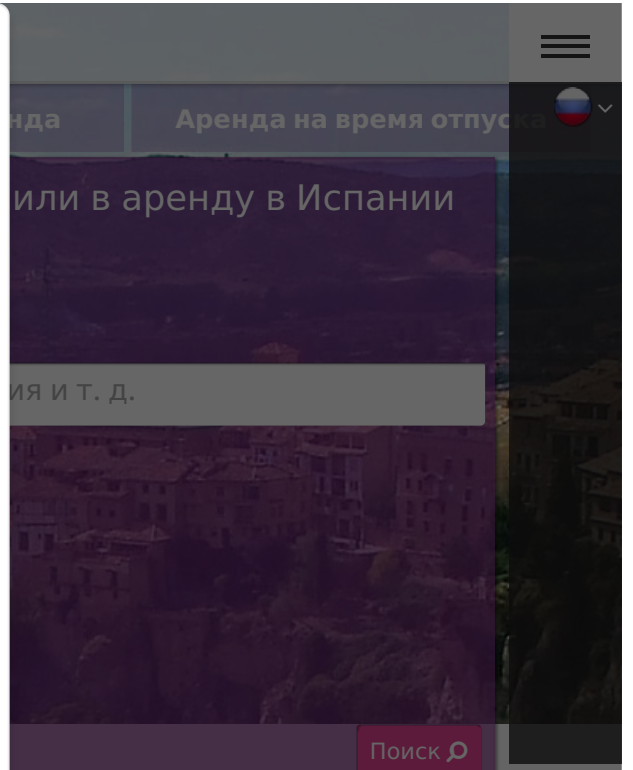 нда
Аренда на время отпуска
или в аренду в Испании
ия и т. д.
Поиск